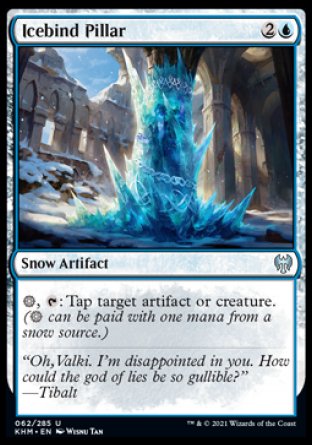 Icebind Pillar 2
Snow Artifact
, : Tap target artifact or creature.
( can be paid with one mana from a
snow source.)
“Oh, Valki. I’m disappointed in you. How
could the god of lies be so gullible?”
—Tibalt
062/285 U
KHM • EN Wisnu Tan
™ & © 2021 Wizards of the Coast